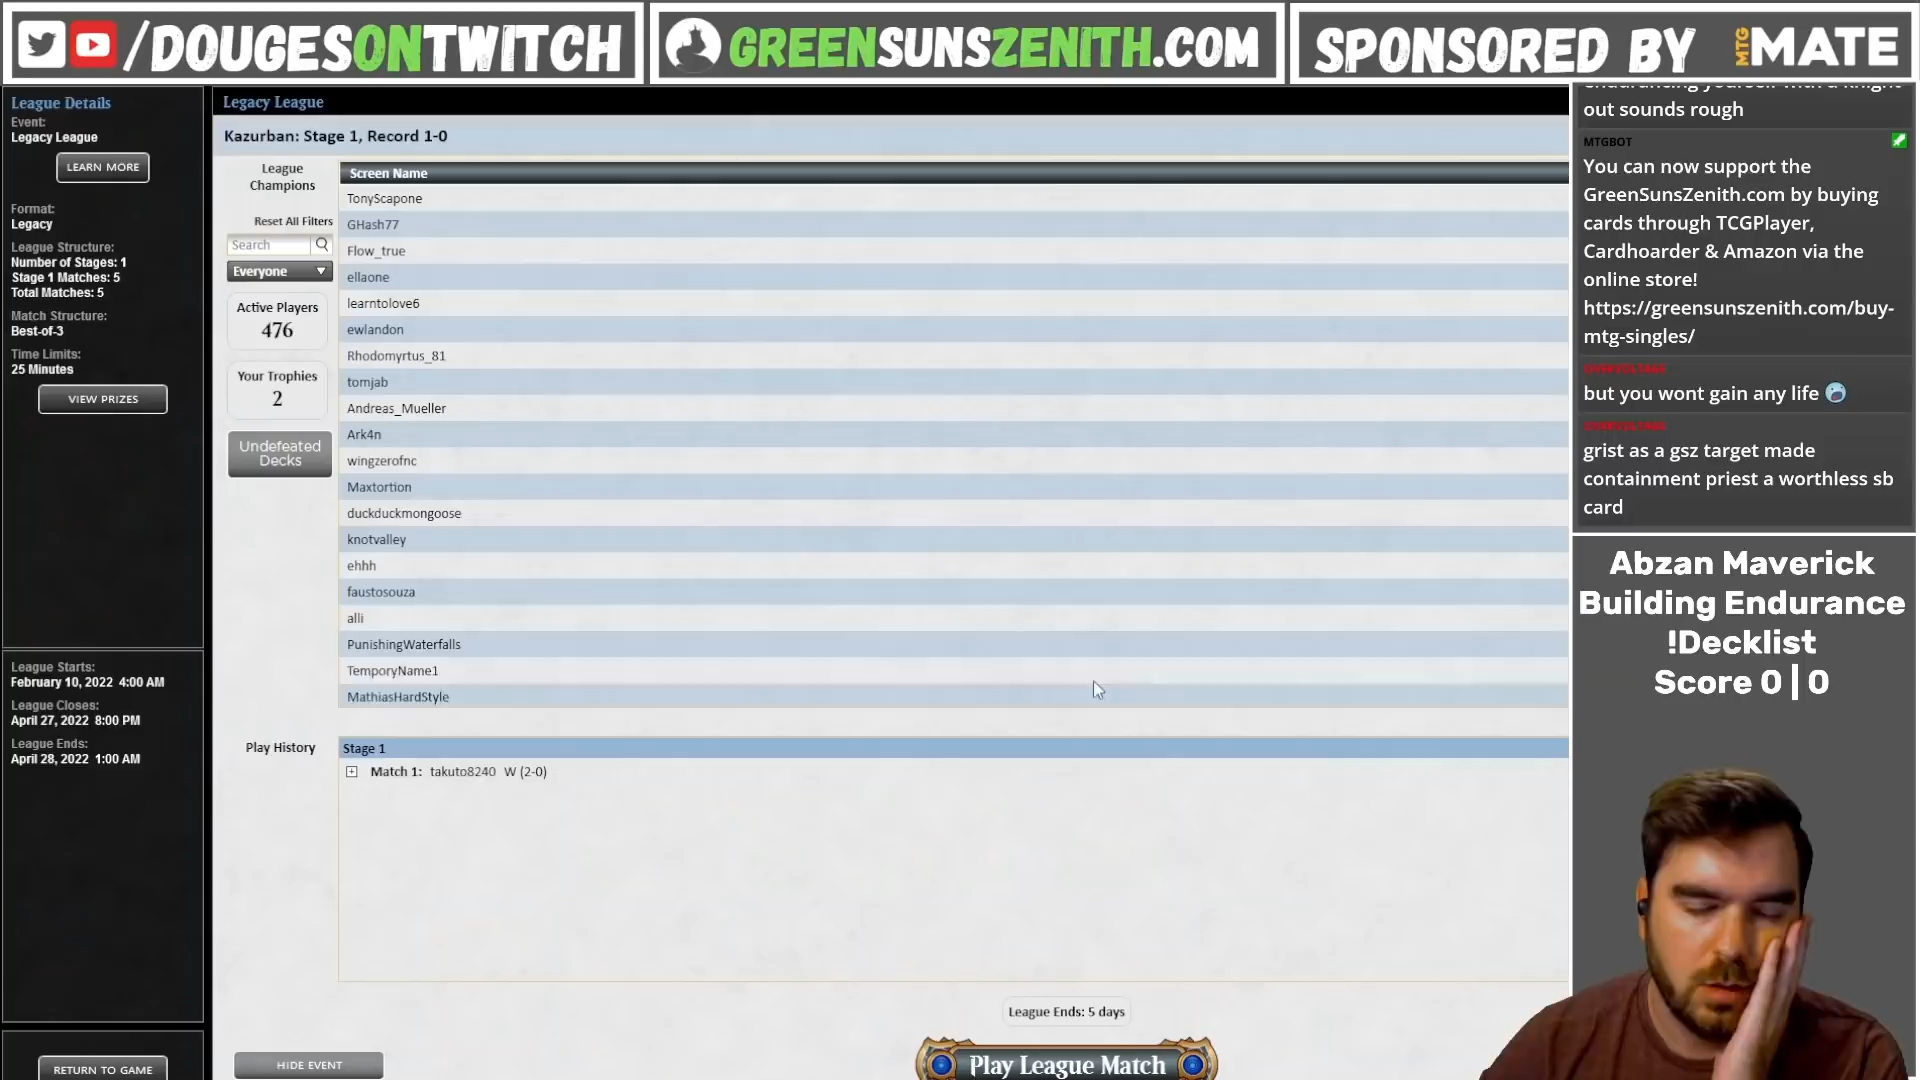 /DOUGESONTWITCH
GREENSUNSZENITH.COM
SPONSORED BY MTG MATE
League Details
Event:
Legacy League
LEARN MORE
Format:
Legacy
League Structure:
Number of Stages: 1
Stage 1 Matches: 5
Total Matches: 5
Match Structure:
Best-of-3
Time Limits:
25 Minutes
VIEW PRIZES
League Starts:
February 10, 2022 4:00 AM
League Closes:
April 27, 2022 8:00 PM
League Ends:
April 28, 2022 1:00 AM
RETURN TO GAME
Legacy League
Kazurban: Stage 1, Record 1-0
League
Champions
Reset All Filters
Search
Everyone
Active Players
476
Your Trophies
2
Undefeated
Decks
Screen Name
TonyScapone
GHash77
Flow_true
ellaone
learntolove6
ewlandon
Rhodomyrtus_81
tomjab
Andreas_Mueller
Ark4n
wingzerofnc
Maxtortion
duckduckmongoose
knotvalley
ehhh
faustosouza
alli
PunishingWaterfalls
TemporyName1
MathiasHardStyle
Play History
Stage 1
Match 1: takuto8240 W (2-0)
League Ends: 5 days
HIDE EVENT
Play League Match
out sounds rough
MTGBOT
You can now support the
GreenSunsZenith.com by buying
cards through TCGPlayer,
Cardhoarder & Amazon via the
online store!
https://greensunszenith.com/buy-
mtg-singles/
but you wont gain any life
grist as a gsz target made
containment priest a worthless sb
card
Abzan Maverick
Building Endurance
!Decklist
Score 0 | 0